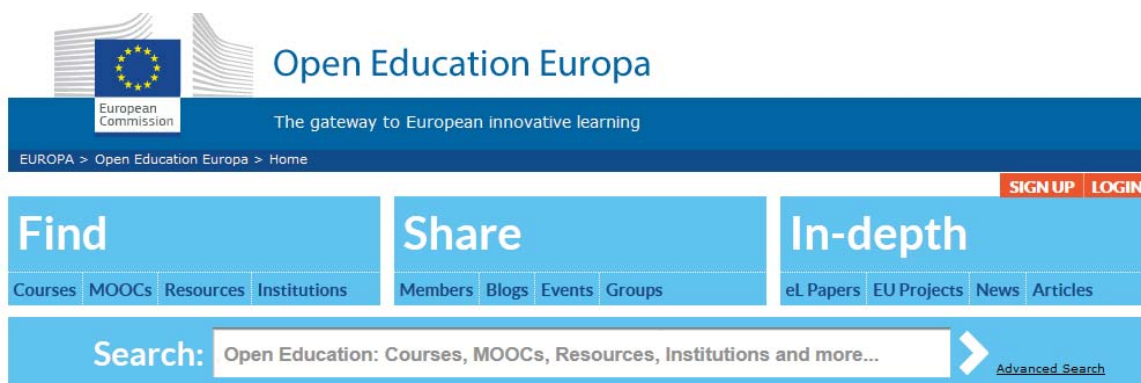 Open Education Europa
European
Commission
The gateway to European innovative learning
EUROPA > Open Education Europa > Home
SIGN UP LOGIN
Find
Courses MOOCs Resources Institutions
Share
Members Blogs Events Groups
In-depth
eL Papers EU Projects News Articles
Search: Open Education: Courses, MOOCs, Resources, Institutions and more...
Advanced Search